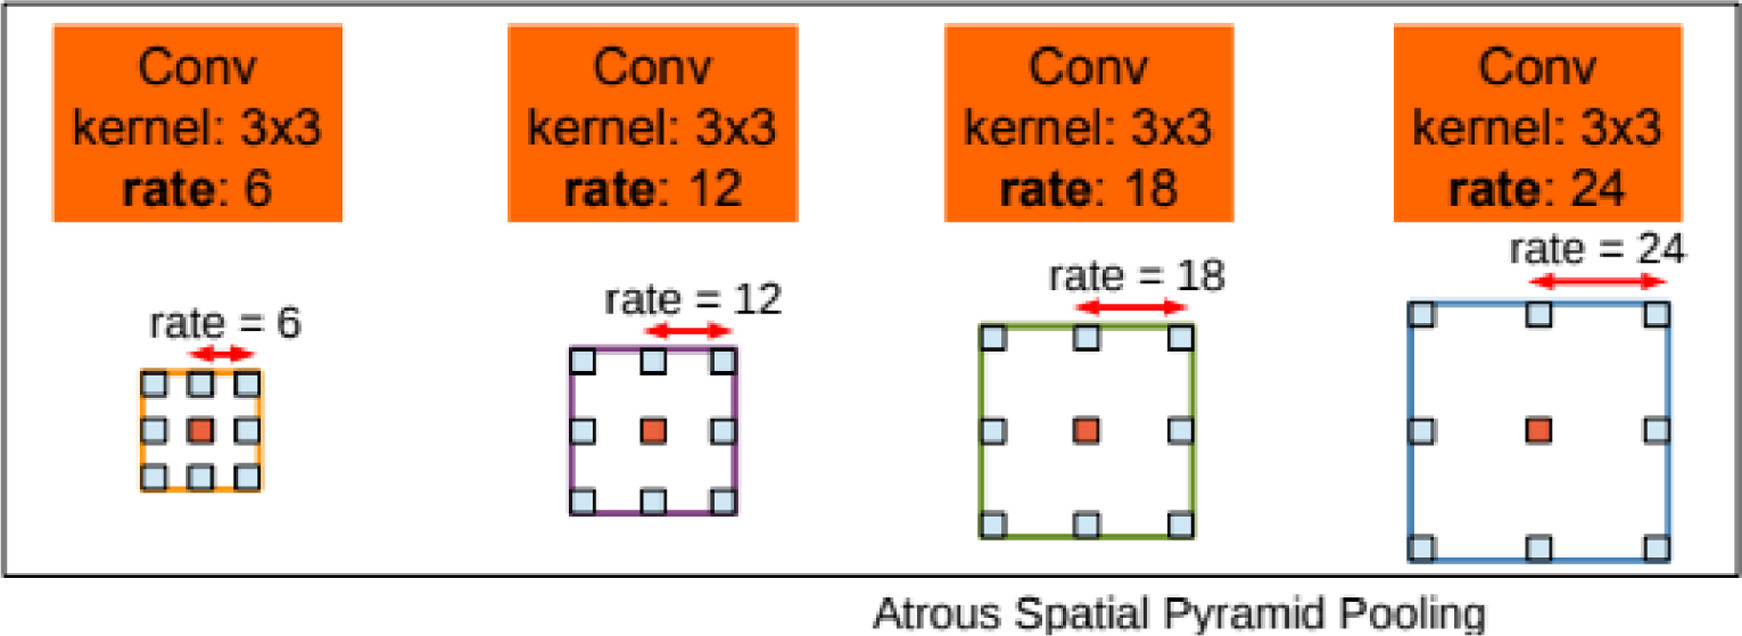 Conv
kernel: 3x3
rate: 6
Conv
kernel: 3x3
rate: 12
Conv
kernel: 3x3
rate: 18
Conv
kernel: 3x3
rate: 24
rate = 6
rate = 12
rate = 18
rate = 24
Atrous Spatial Pyramid Pooling